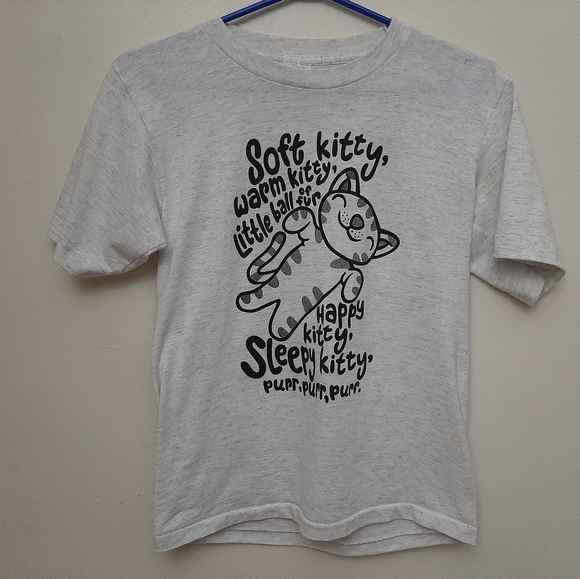 Soft kitty,
warm kitty,
Little ball of fur
Happy
kitty,
Sleepy kitty,
purr, purr, purr.